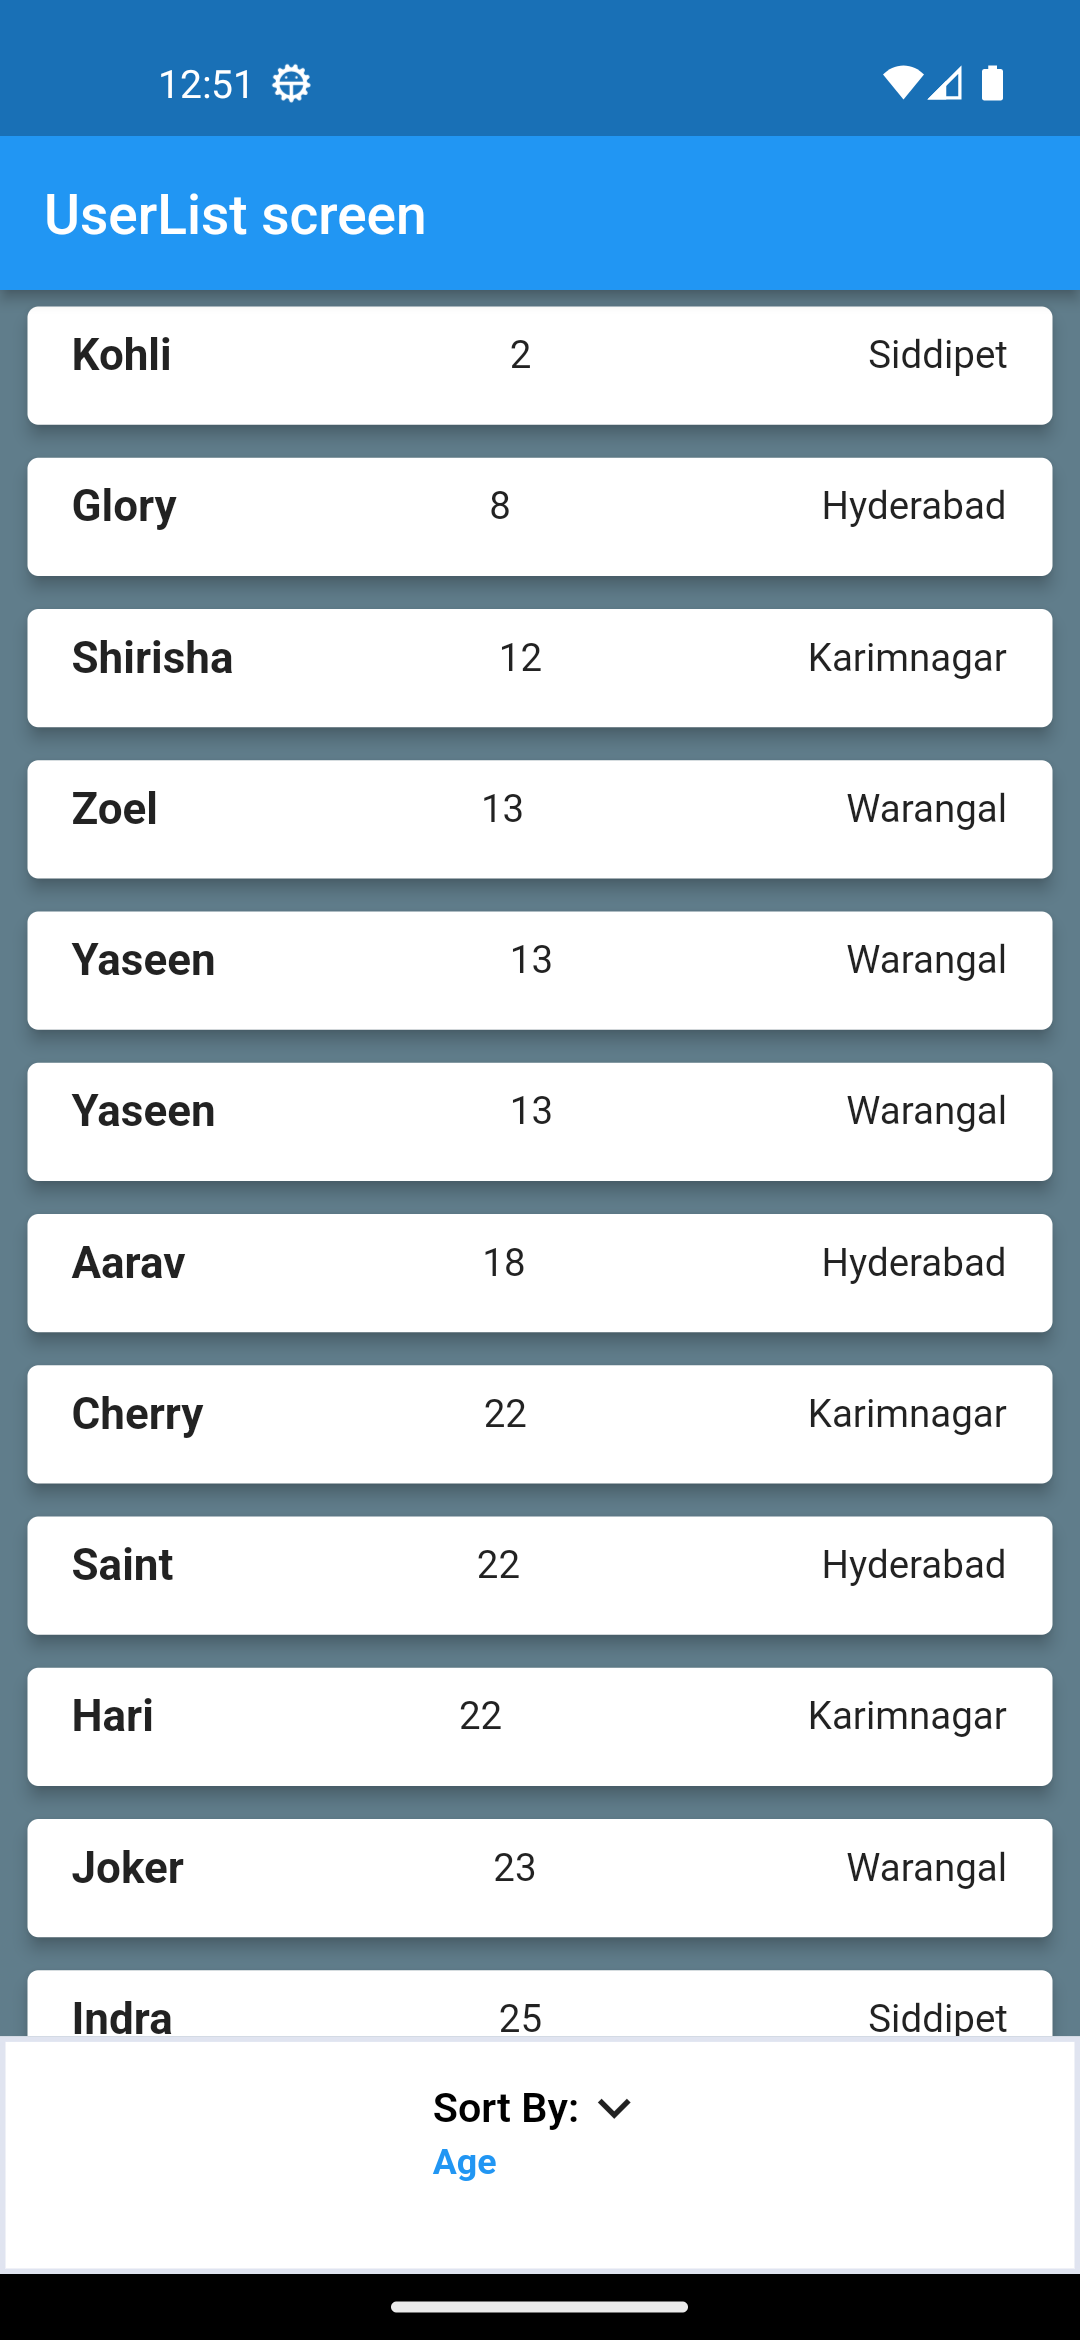 12:51
UserList screen
Kohli 2 Siddipet
Glory 8 Hyderabad
Shirisha 12 Karimnagar
Zoel 13 Warangal
Yaseen 13 Warangal
Yaseen 13 Warangal
Aarav 18 Hyderabad
Cherry 22 Karimnagar
Saint 22 Hyderabad
Hari 22 Karimnagar
Joker 23 Warangal
Indra 25 Siddipet
Sort By:
Age